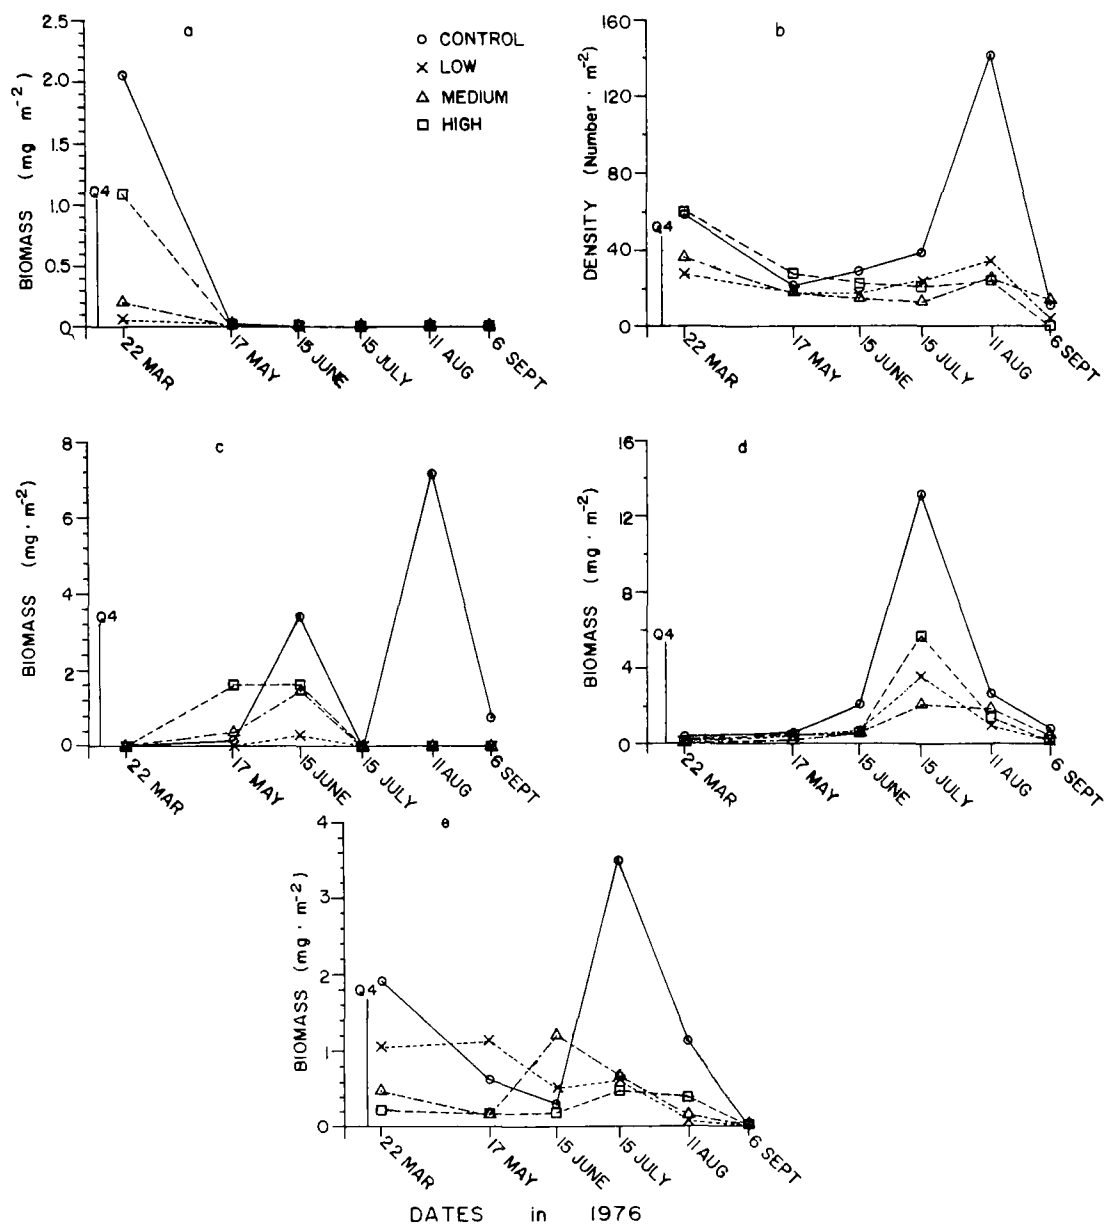 a
CONTROL
LOW
MEDIUM
HIGH
BIOMASS (mg m-2)
2.5
2.0
1.5
1.0
0.5
0
Q4
22 MAR
17 MAY
15 JUNE
15 JULY
11 AUG
6 SEPT
b
DENSITY (Number · m-2)
160
120
80
40
0
Q4
22 MAR
17 MAY
15 JUNE
15 JULY
11 AUG
6 SEPT
c
BIOMASS (mg · m-2)
8
6
4
2
0
Q4
22 MAR
17 MAY
15 JUNE
15 JULY
11 AUG
6 SEPT
d
BIOMASS (mg · m-2)
16
12
8
4
0
Q4
22 MAR
17 MAY
15 JUNE
15 JULY
11 AUG
6 SEPT
e
BIOMASS (mg · m-2)
4
3
2
1
0
Q4
22 MAR
17 MAY
15 JUNE
15 JULY
11 AUG
6 SEPT
DATES in 1976